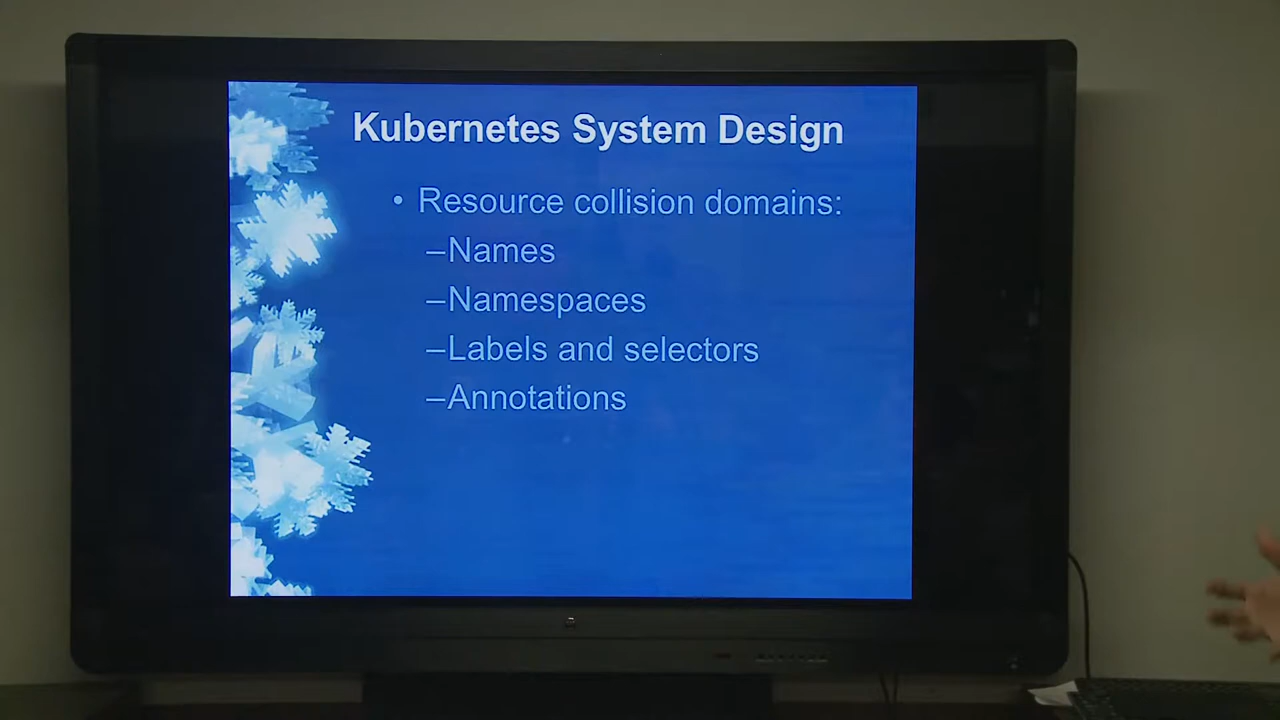 Kubernetes System Design
• Resource collision domains:
–Names
–Namespaces
–Labels and selectors
–Annotations